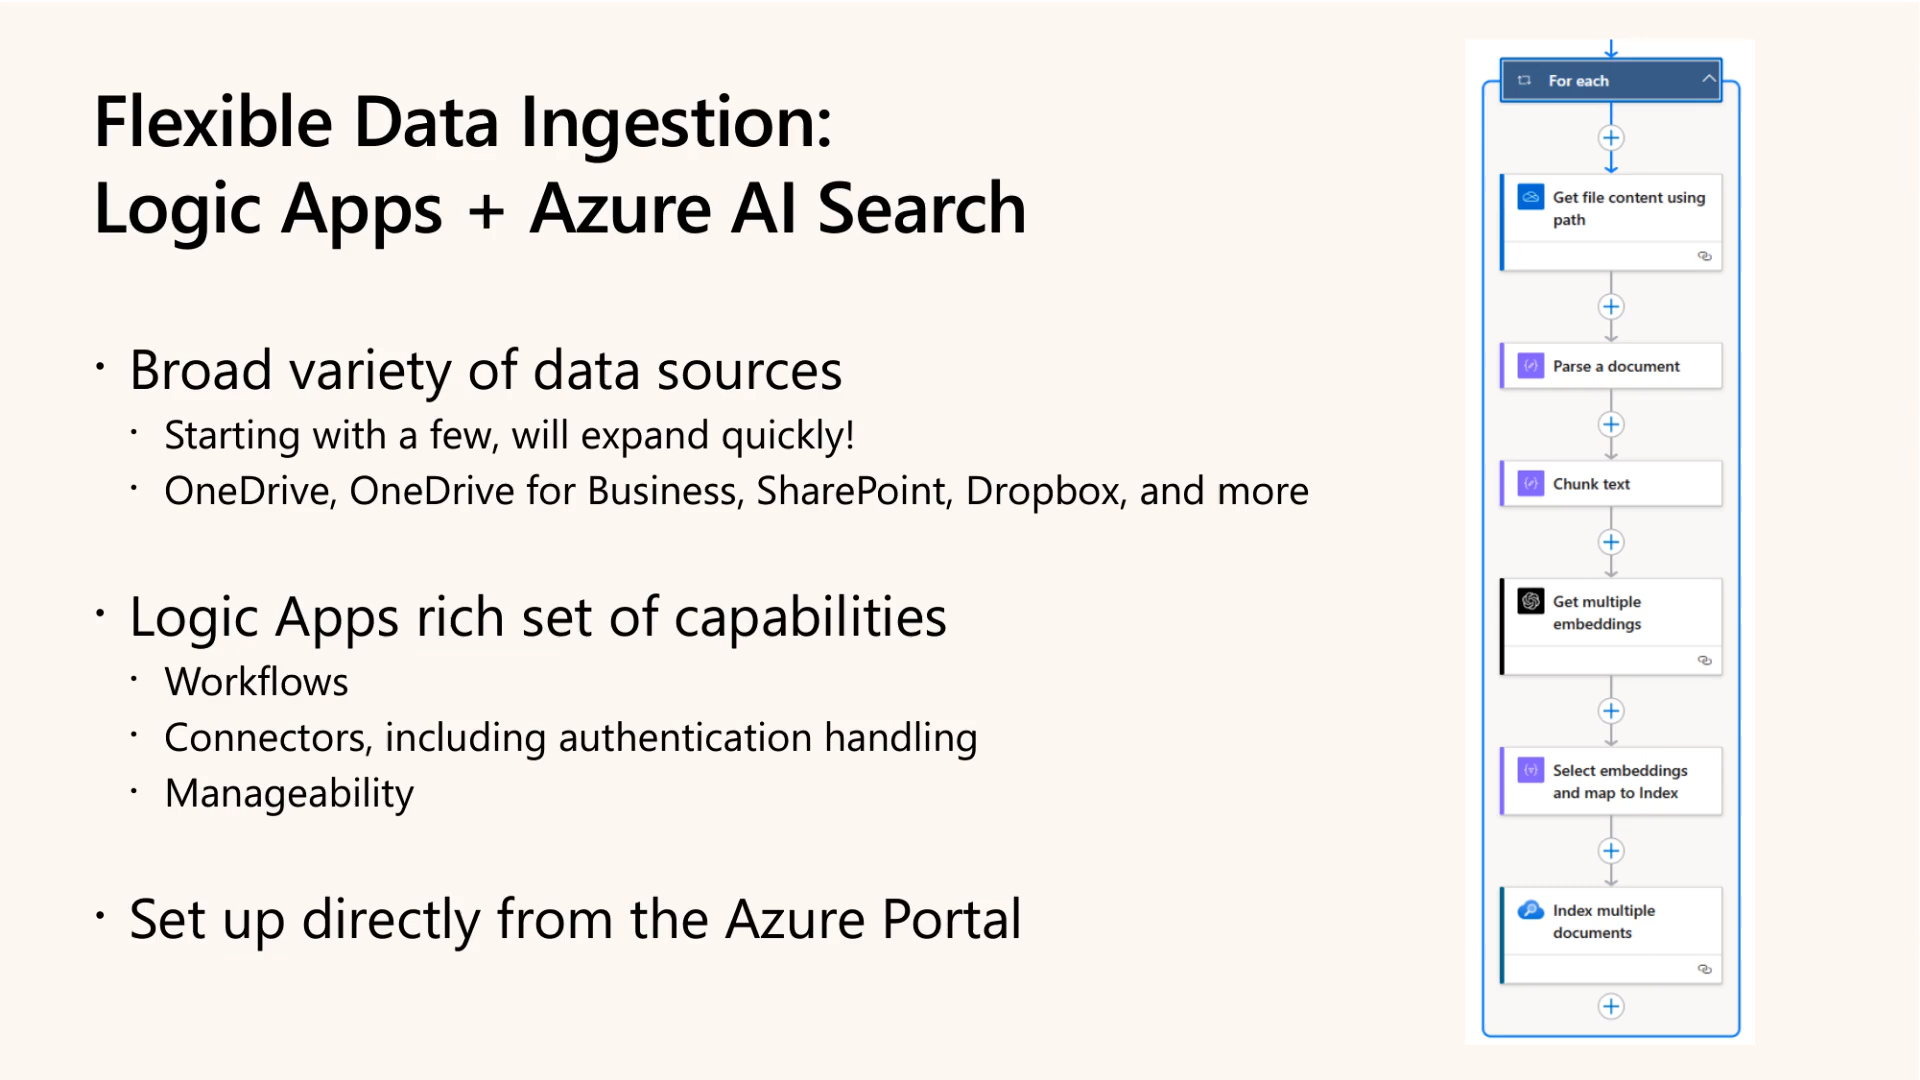 Flexible Data Ingestion:
Logic Apps + Azure AI Search
• Broad variety of data sources
• Starting with a few, will expand quickly!
• OneDrive, OneDrive for Business, SharePoint, Dropbox, and more
• Logic Apps rich set of capabilities
• Workflows
• Connectors, including authentication handling
• Manageability
• Set up directly from the Azure Portal
For each
Get file content using
path
Parse a document
Chunk text
Get multiple
embeddings
Select embeddings
and map to Index
Index multiple
documents